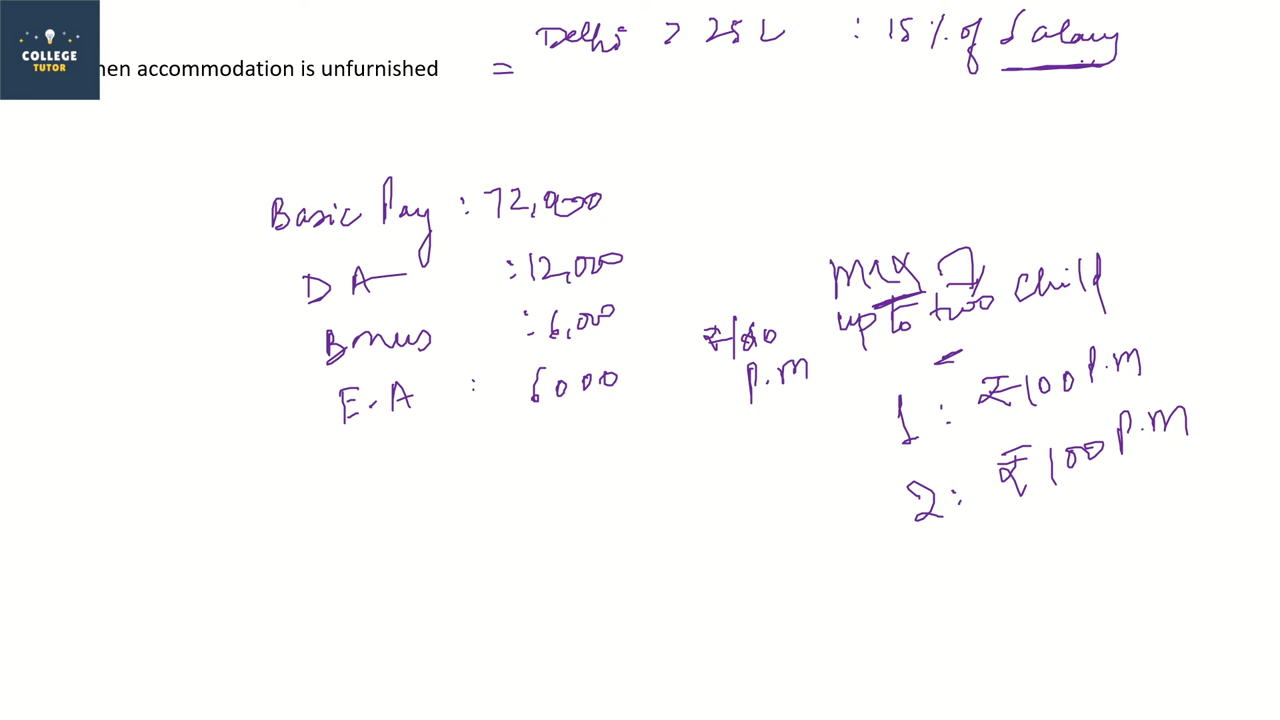 COLLEGE
TUTOR
Delhi > 25 L : 15 % of Salary
hen accommodation is unfurnished =
Basic Pay : 72,000
DA : 12,000
Bonus : 6,000
E.A : 6000
₹100
P.M
max
up to two child
1 : ₹100 P.M
2 : ₹100 P.M